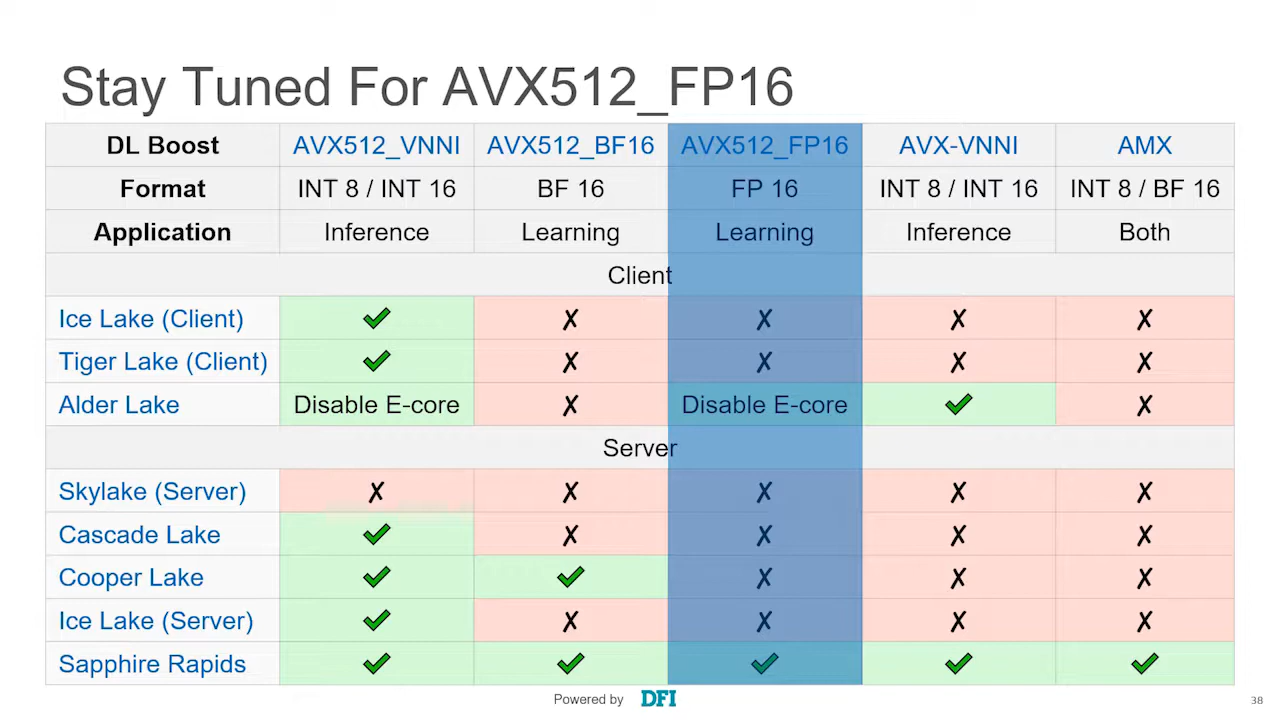 Stay Tuned For AVX512_FP16
DL Boost AVX512_VNNI AVX512_BF16 AVX512_FP16 AVX-VNNI AMX
Format INT 8 / INT 16 BF 16 FP 16 INT 8 / INT 16 INT 8 / BF 16
Application Inference Learning Learning Inference Both
Client
Ice Lake (Client) ✔ ✗ ✗ ✗ ✗
Tiger Lake (Client) ✔ ✗ ✗ ✗ ✗
Alder Lake Disable E-core ✗ Disable E-core ✔ ✗
Server
Skylake (Server) ✗ ✗ ✗ ✗ ✗
Cascade Lake ✔ ✗ ✗ ✗ ✗
Cooper Lake ✔ ✔ ✗ ✗ ✗
Ice Lake (Server) ✔ ✗ ✗ ✗ ✗
Sapphire Rapids ✔ ✔ ✔ ✔ ✔
Powered by DFI
38